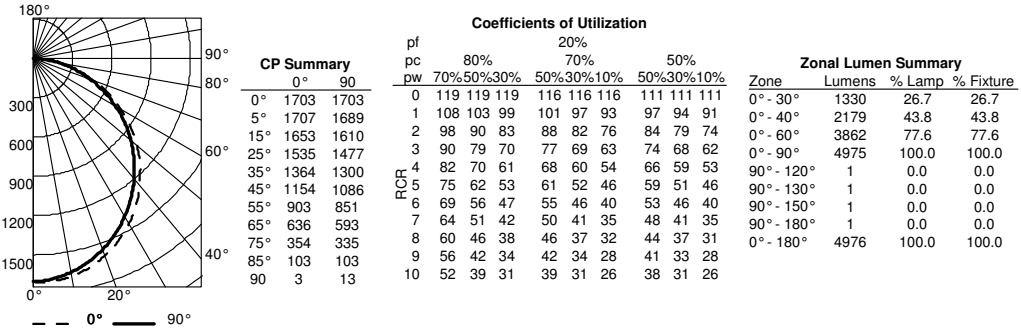 180°
90°
80°
60°
40°
20°
0°
300
600
900
1200
1500
0° 90°
CP Summary
0° 90
0° 1703 1703
5° 1707 1689
15° 1653 1610
25° 1535 1477
35° 1364 1300
45° 1154 1086
55° 903 851
65° 636 593
75° 354 335
85° 103 103
90 3 13
Coefficients of Utilization
pf 20%
pc 80% 70% 50%
pw 70%50%30% 50%30%10% 50%30%10%
RCR
0 119 119 119 116 116 116 111 111 111
1 108 103 99 101 97 93 97 94 91
2 98 90 83 88 82 76 84 79 74
3 90 79 70 77 69 63 74 68 62
4 82 70 61 68 60 54 66 59 53
5 75 62 53 61 52 46 59 51 46
6 69 56 47 55 46 40 53 46 40
7 64 51 42 50 41 35 48 41 35
8 60 46 38 46 37 32 44 37 31
9 56 42 34 42 34 28 41 33 28
10 52 39 31 39 31 26 38 31 26
Zonal Lumen Summary
Zone Lumens % Lamp % Fixture
0° - 30° 1330 26.7 26.7
0° - 40° 2179 43.8 43.8
0° - 60° 3862 77.6 77.6
0° - 90° 4975 100.0 100.0
90° - 120° 1 0.0 0.0
90° - 130° 1 0.0 0.0
90° - 150° 1 0.0 0.0
90° - 180° 1 0.0 0.0
0° - 180° 4976 100.0 100.0